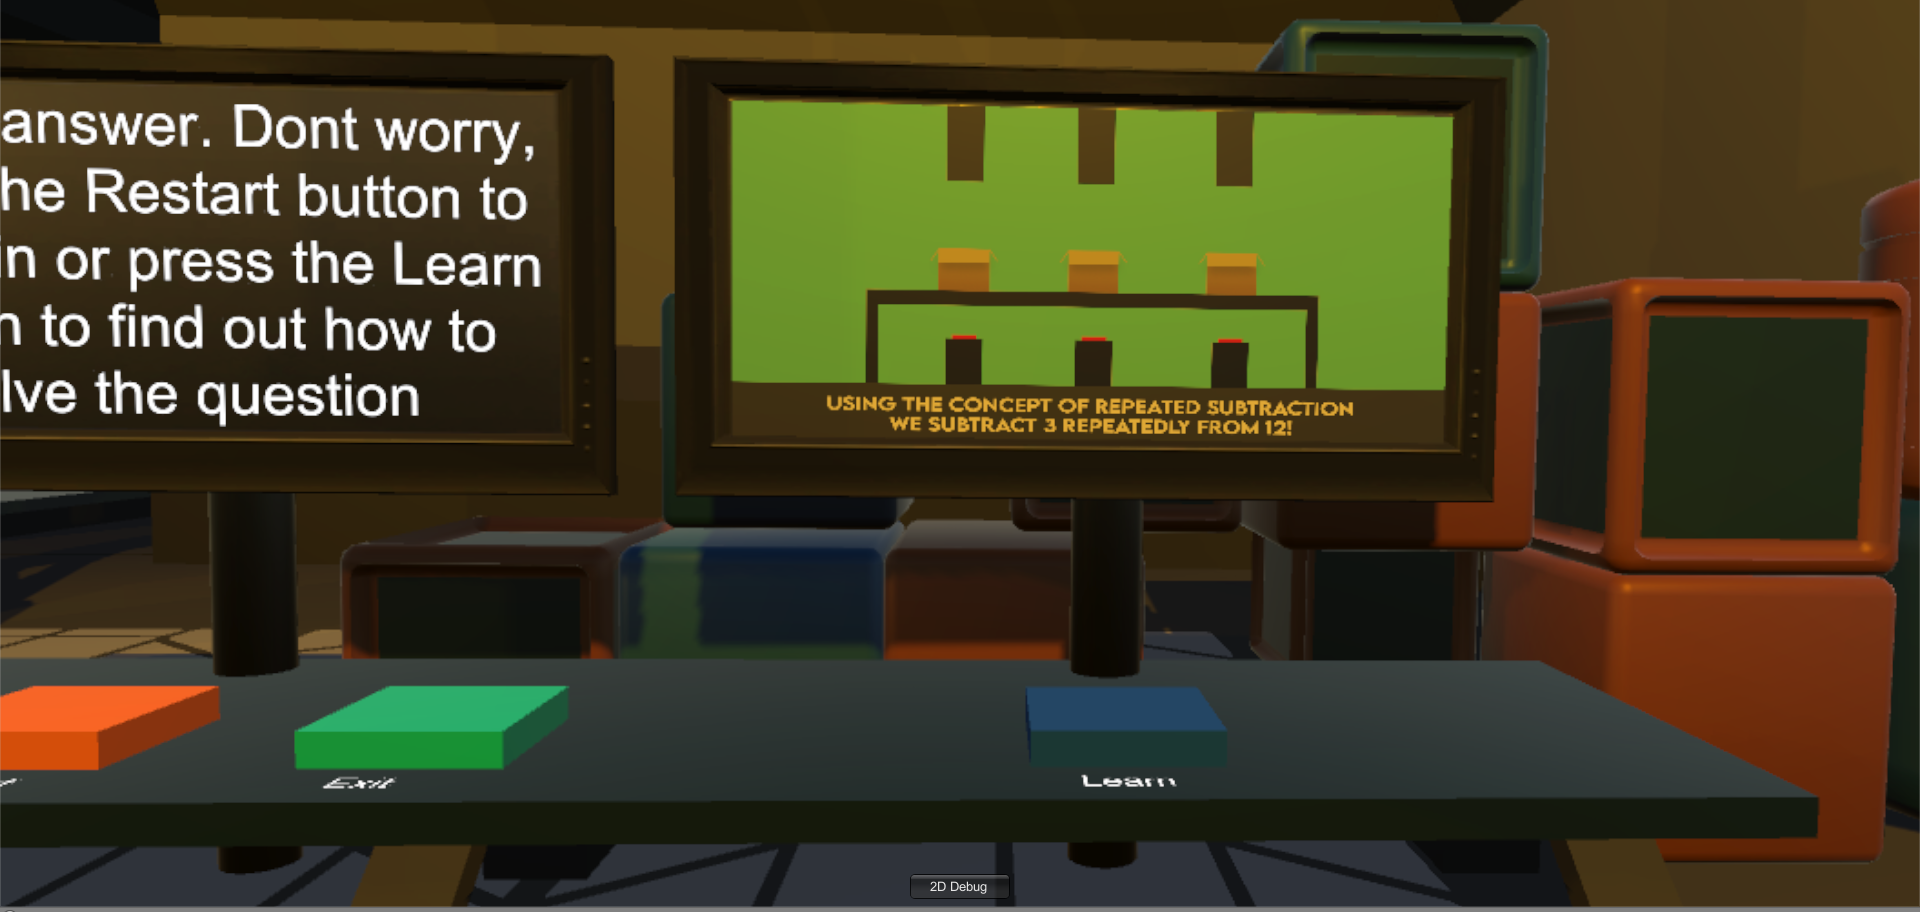 answer. Dont worry,
he Restart button to
in or press the Learn
n to find out how to
lve the question
USING THE CONCEPT OF REPEATED SUBTRACTION
WE SUBTRACT 3 REPEATEDLY FROM 12!
Exit
Learn
2D Debug